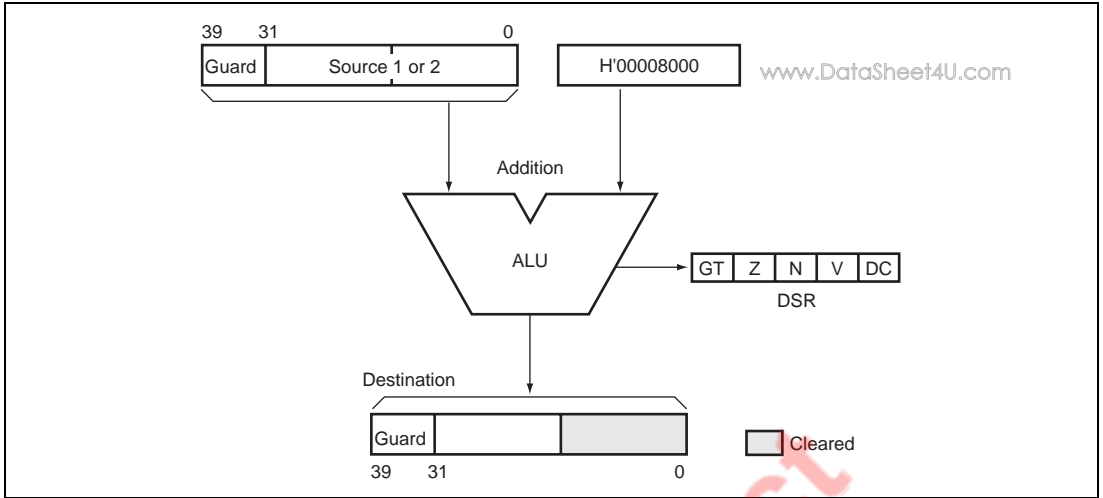 39 31 0
Guard Source 1 or 2 H'00008000 www.DataSheet4U.com
Addition
ALU
GT Z N V DC
DSR
Destination
Guard
Cleared
39 31 0